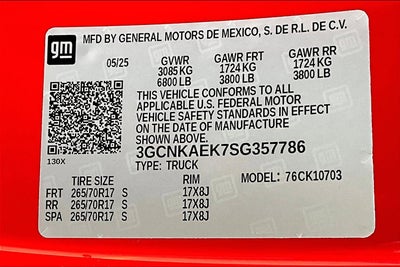 gm
MFD BY GENERAL MOTORS DE MEXICO, S. DE R.L. DE C.V.
05/25 GVWR GAWR FRT GAWR RR
3085 KG 1724 KG 1724 KG
6800 LB 3800 LB 3800 LB
THIS VEHICLE CONFORMS TO ALL
APPLICABLE U.S. FEDERAL MOTOR
VEHICLE SAFETY STANDARDS IN EFFECT
ON THE DATE OF MANUFACTURE
SHOWN ABOVE.
130X
3GCNKAEK7SG357786
TYPE: TRUCK
TIRE SIZE RIM MODEL: 76CK10703
FRT 265/70R17 S 17X8J
RR 265/70R17 S 17X8J
SPA 265/70R17 S 17X8J